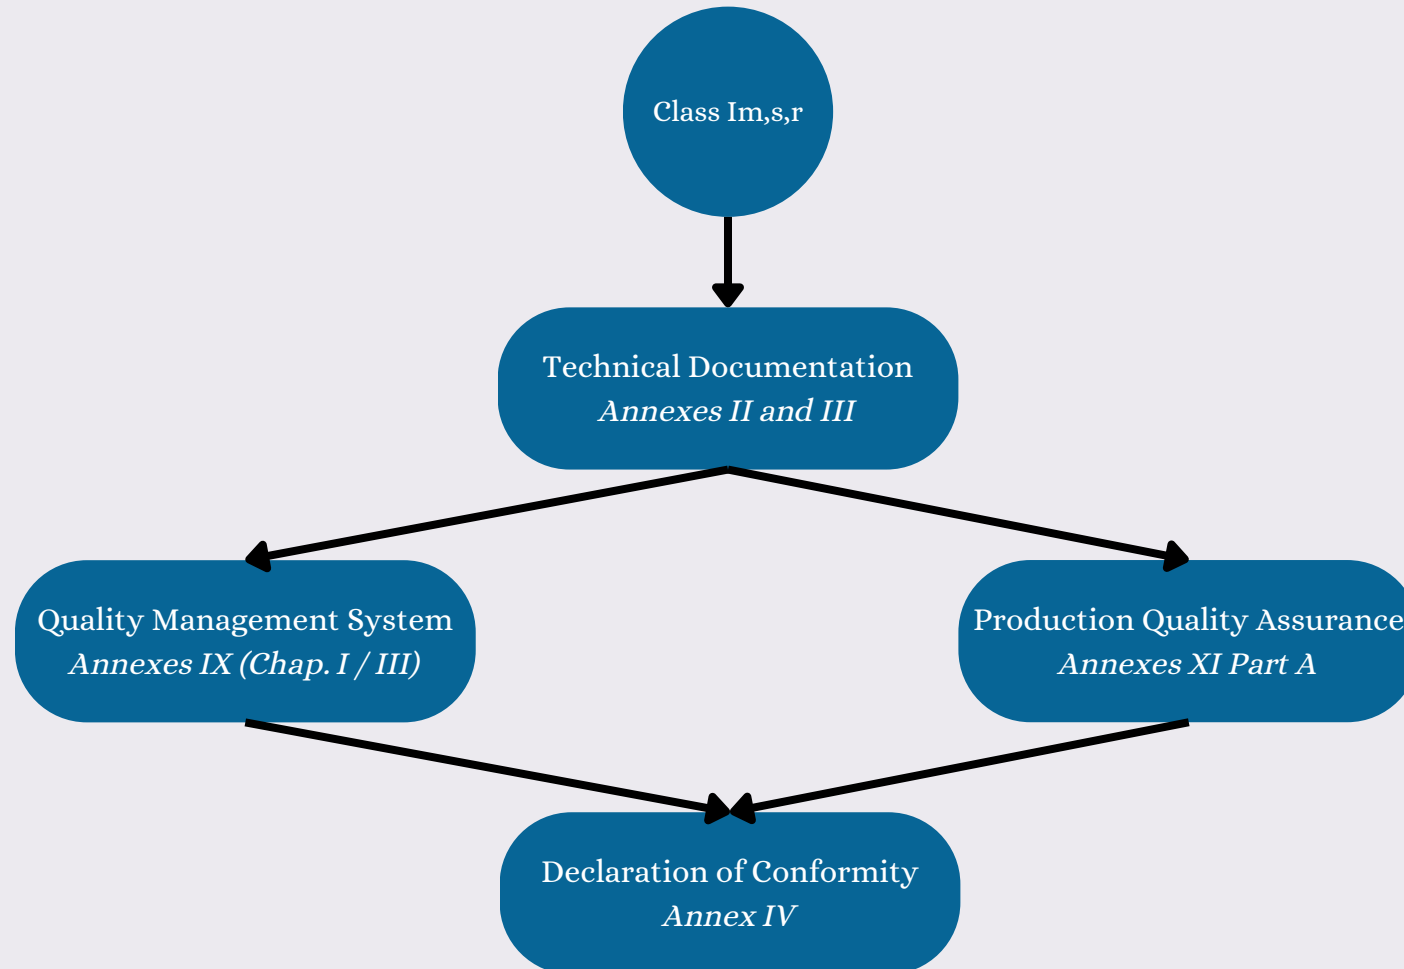 Class Im,s,r
Technical Documentation
Annexes II and III
Quality Management System
Annexes IX (Chap. I / III)
Production Quality Assurance
Annexes XI Part A
Declaration of Conformity
Annex IV